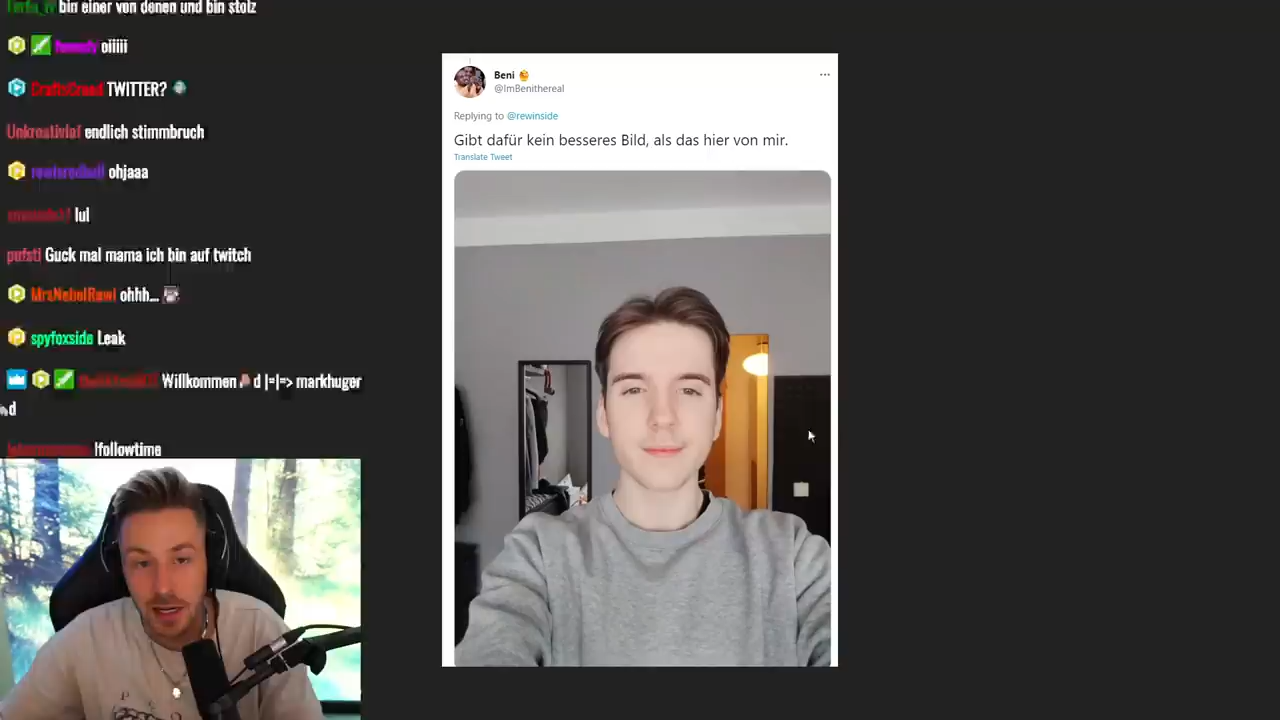 bin einer von denen und bin stolz
oiiiii
TWITTER?
endlich stimmbruch
ohjaaa
lul
pufsti Guck mal mama ich bin auf twitch
MrsNebelRewi ohhh...
spyfoxside Leak
Willkommen d |=|=> markhuger
d
!followtime
Beni
@ImBenithereal
Replying to @rewinside
Gibt dafür kein besseres Bild, als das hier von mir.
Translate Tweet